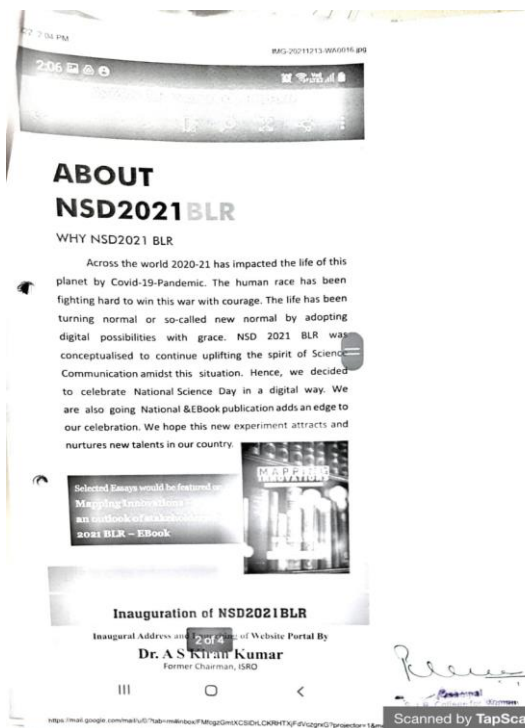 7:04 PM
IMG-20211213-WA0016.jpg
2:06
ABOUT
NSD2021BLR
WHY NSD2021 BLR
Across the world 2020-21 has impacted the life of this
planet by Covid-19-Pandemic. The human race has been
fighting hard to win this war with courage. The life has been
turning normal or so-called new normal by adopting
digital possibilities with grace. NSD 2021 BLR was
conceptualised to continue uplifting the spirit of Science
Communication amidst this situation. Hence, we decided
to celebrate National Science Day in a digital way. We
are also going National &EBook publication adds an edge to
our celebration. We hope this new experiment attracts and
nurtures new talents in our country.
MAPPING
INNOVATIONS
Selected Essays would be featured
Mapping Innovations
an outlook of
2021 BLR – EBook
Inauguration of NSD2021BLR
Inaugural Address and of Website Portal By
2 of 4
Dr. A S Kiran Kumar
Former Chairman, ISRO
Scanned by TapSca